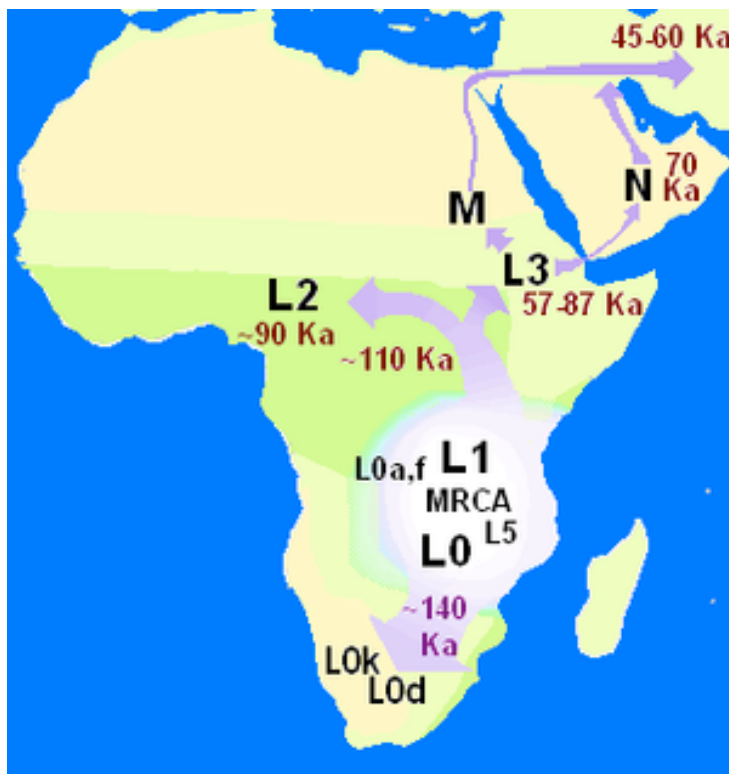 45-60 Ka
70
Ka
N
M
L3
57-87 Ka
L2
~90 Ka
~110 Ka
L0a,f L1
MRCA
L0 L5
~140
Ka
L0k
L0d